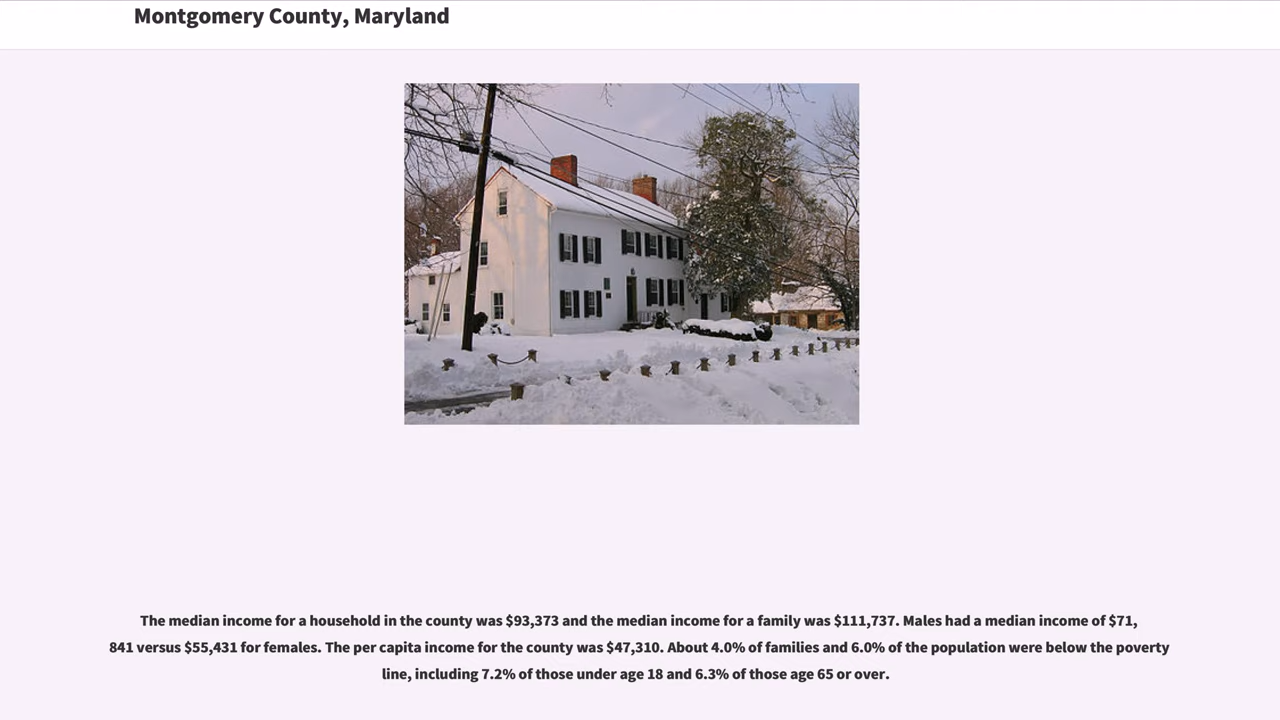 Montgomery County, Maryland
The median income for a household in the county was $93,373 and the median income for a family was $111,737. Males had a median income of $71,
841 versus $55,431 for females. The per capita income for the county was $47,310. About 4.0% of families and 6.0% of the population were below the poverty
line, including 7.2% of those under age 18 and 6.3% of those age 65 or over.